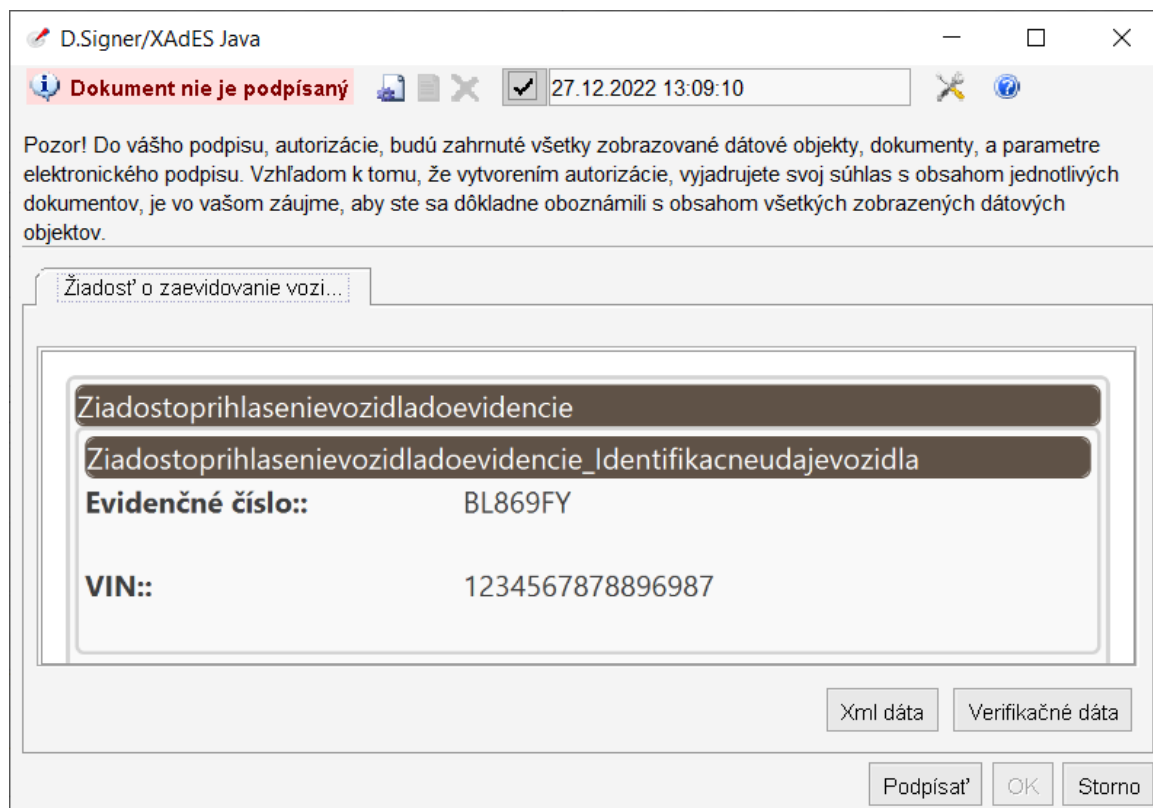 D.Signer/XAdES Java
Dokument nie je podpísaný
27.12.2022 13:09:10
Pozor! Do vášho podpisu, autorizácie, budú zahrnuté všetky zobrazované dátové objekty, dokumenty, a parametre
elektronického podpisu. Vzhľadom k tomu, že vytvorením autorizácie, vyjadrujete svoj súhlas s obsahom jednotlivých
dokumentov, je vo vašom záujme, aby ste sa dôkladne oboznámili s obsahom všetkých zobrazených dátových
objektov.
Žiadosť o zaevidovanie vozi...
Ziadostoprihlasenievozidladoevidencie
Ziadostoprihlasenievozidladoevidencie_Identifikacneudajevozidla
Evidenčné číslo:: BL869FY
VIN:: 1234567878896987
Xml dáta Verifikačné dáta
Podpísať OK Storno